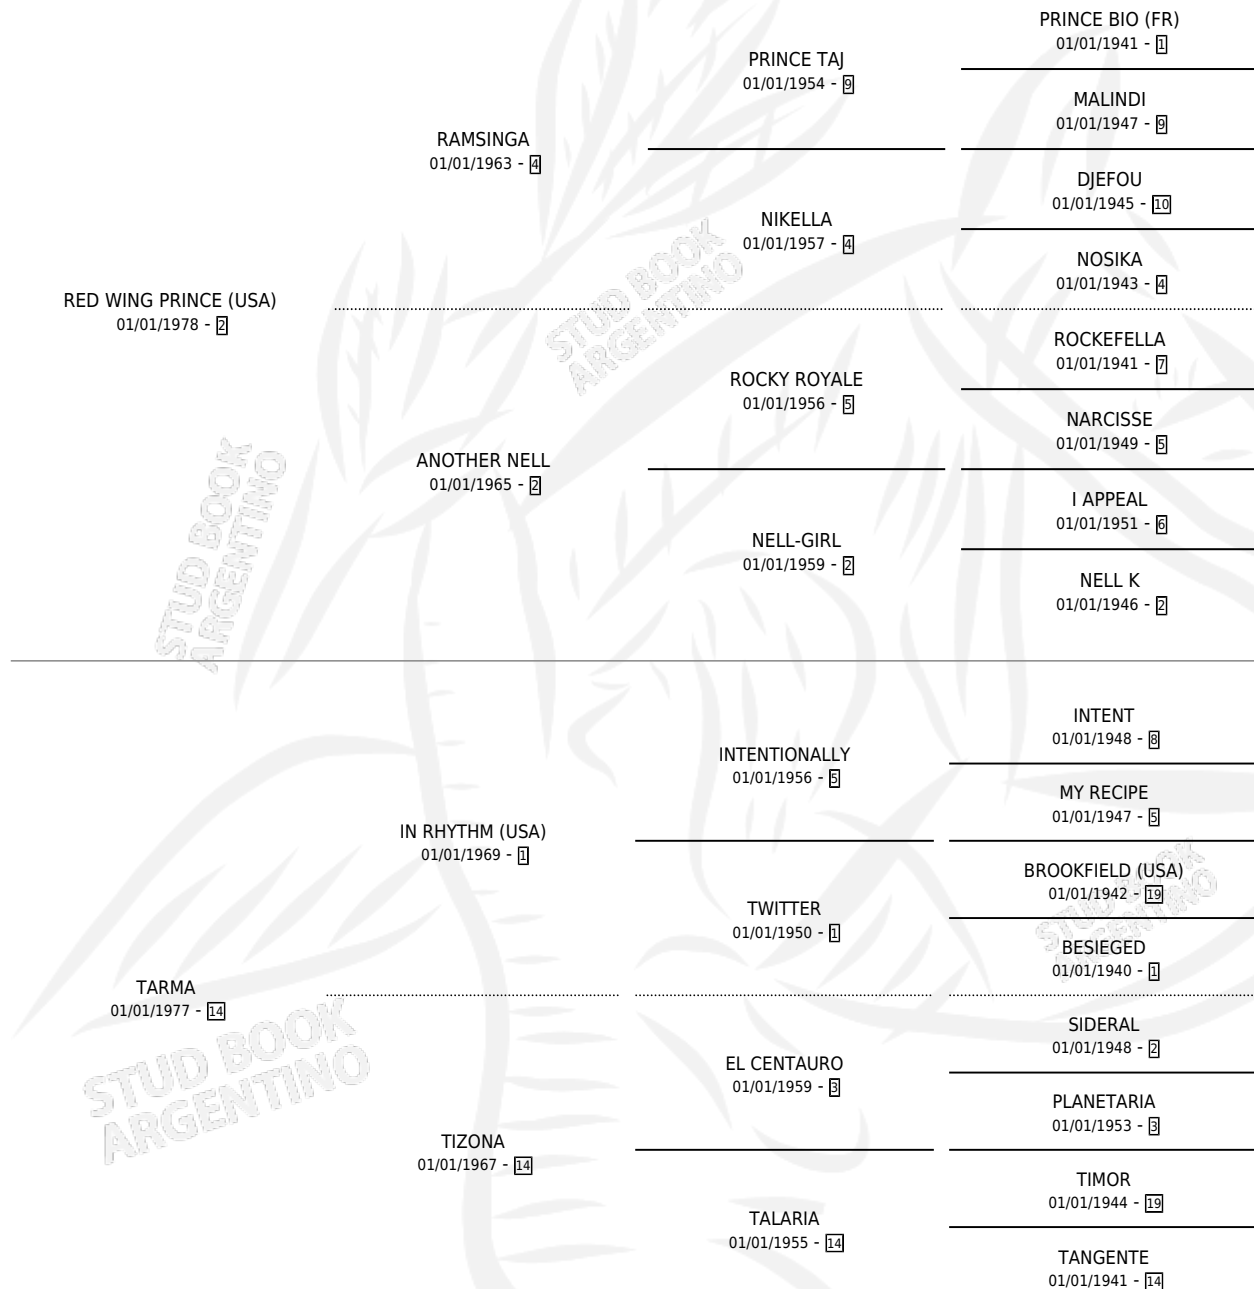 PRINCE BIO (FR)
01/01/1941 - 1
PRINCE TAJ
01/01/1954 - 9
MALINDI
01/01/1947 - 9
RAMSINGA
01/01/1963 - 4
DJEFOU
01/01/1945 - 10
NIKELLA
01/01/1957 - 4
NOSIKA
01/01/1943 - 4
RED WING PRINCE (USA)
01/01/1978 - 2
ROCKEFELLA
01/01/1941 - 7
ROCKY ROYALE
01/01/1956 - 5
NARCISSE
01/01/1949 - 5
ANOTHER NELL
01/01/1965 - 2
I APPEAL
01/01/1951 - 6
NELL-GIRL
01/01/1959 - 2
NELL K
01/01/1946 - 2
INTENT
01/01/1948 - 8
INTENTIONALLY
01/01/1956 - 5
MY RECIPE
01/01/1947 - 5
IN RHYTHM (USA)
01/01/1969 - 1
BROOKFIELD (USA)
01/01/1942 - 19
TWITTER
01/01/1950 - 1
BESIEGED
01/01/1940 - 1
TARMA
01/01/1977 - 14
SIDERAL
01/01/1948 - 2
EL CENTAURO
01/01/1959 - 3
PLANETARIA
01/01/1953 - 3
TIZONA
01/01/1967 - 14
TIMOR
01/01/1944 - 19
TALARIA
01/01/1955 - 14
TANGENTE
01/01/1941 - 14
STUD BOOK
ARGENTINO
STUD BOOK
ARGENTINO
STUD BOOK
ARGENTINO
STUD BOOK
ARGENTINO